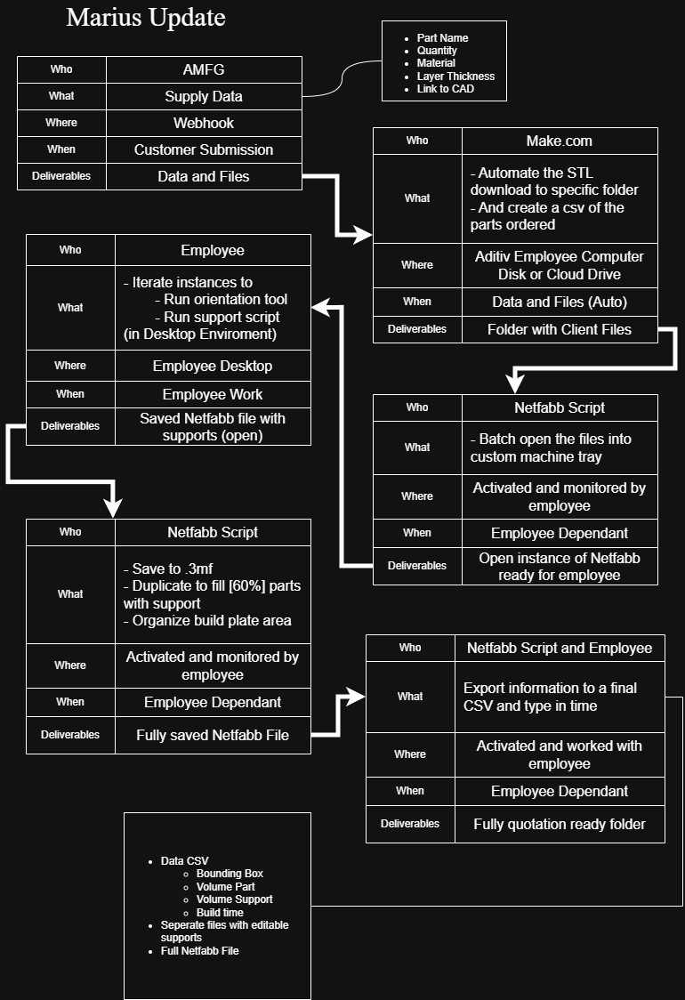 Marius Update
Part Name
Quantity
Material
Layer Thickness
Link to CAD
Who
AMFG
What
Supply Data
Where
Webhook
When
Customer Submission
Deliverables
Data and Files
Who
Make.com
What
- Automate the STL
download to specific folder
- And create a csv of the
parts ordered
Where
Aditiv Employee Computer
Disk or Cloud Drive
When
Data and Files (Auto)
Deliverables
Folder with Client Files
Who
Netfabb Script
What
- Batch open the files into
custom machine tray
Where
Activated and monitored by
employee
When
Employee Dependant
Deliverables
Open instance of Netfabb
ready for employee
Who
Employee
What
- Iterate instances to
- Run orientation tool
- Run support script
(in Desktop Enviroment)
Where
Employee Desktop
When
Employee Work
Deliverables
Saved Netfabb file with
supports (open)
Who
Netfabb Script
What
- Save to .3mf
- Duplicate to fill [60%] parts
with support
- Organize build plate area
Where
Activated and monitored by
employee
When
Employee Dependant
Deliverables
Fully saved Netfabb File
Who
Netfabb Script and Employee
What
Export information to a final
CSV and type in time
Where
Activated and worked with
employee
When
Employee Dependant
Deliverables
Fully quotation ready folder
Data CSV
Bounding Box
Volume Part
Volume Support
Build time
Seperate files with editable
supports
Full Netfabb File